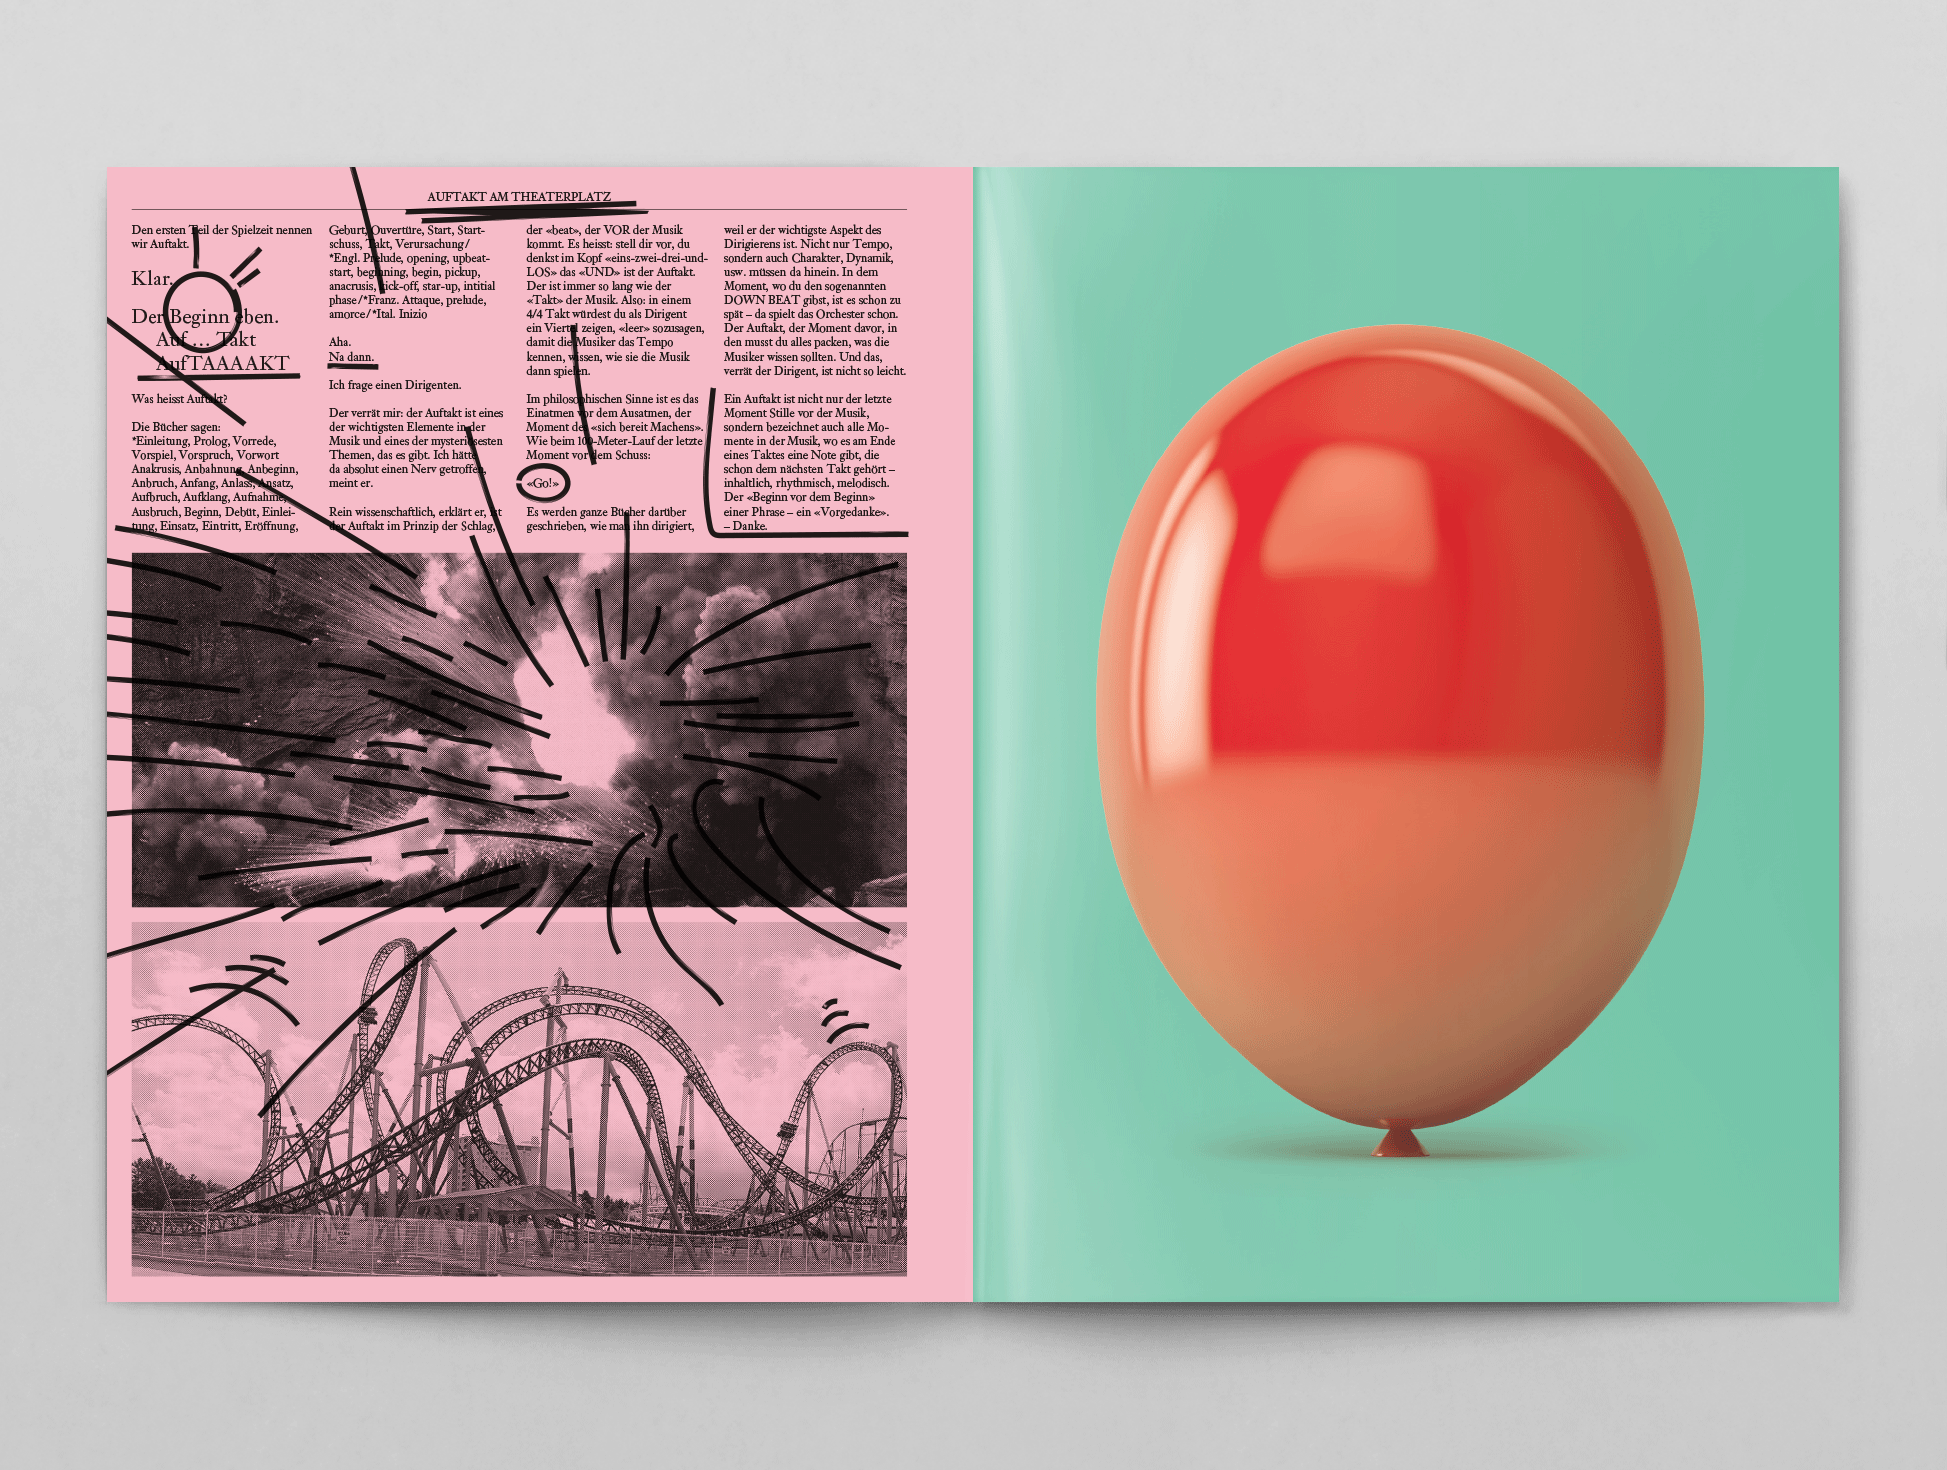 AUFTAKT AM THEATERPLATZ
Den ersten Teil der Spielzeit nennen
wir Auftakt.
Klar.
Der Beginn eben.
Auf ... Takt
AufTAAAAKT
Was heisst Auftakt?
Die Bücher sagen:
*Einleitung, Prolog, Vorrede,
Vorspiel, Vorspruch, Vorwort
Anakrusis, Anbahnung, Anbeginn,
Anbruch, Anfang, Anlass, Ansatz,
Aufbruch, Aufklang, Aufnahme,
Ausbruch, Beginn, Debüt, Einlei-
tung, Einsatz, Eintritt, Eröffnung,
Geburt, Ouvertüre, Start, Start-
schuss, Takt, Verursachung/
*Engl. Prelude, opening, upbeat-
start, beginning, begin, pickup,
anacrusis, kick-off, star-up, intitial
phase/*Franz. Attaque, prelude,
amorce/*Ital. Inizio
Aha.
Na dann.
Ich frage einen Dirigenten.
Der verrät mir: der Auftakt ist eines
der wichtigsten Elemente in der
Musik und eines der mysteriösesten
Themen, das es gibt. Ich hätte
da absolut einen Nerv getroffen,
meint er.
Rein wissenschaftlich, erklärt er, ist
der Auftakt im Prinzip der Schlag,
der «beat», der VOR der Musik
kommt. Es heisst: stell dir vor, du
denkst im Kopf «eins-zwei-drei-und-
LOS» das «UND» ist der Auftakt.
Der ist immer so lang wie der
«Takt» der Musik. Also: in einem
4/4 Takt würdest du als Dirigent
ein Viertel zeigen, «leer» sozusagen,
damit die Musiker das Tempo
kennen, wissen, wie sie die Musik
dann spielen.
Im philosophischen Sinne ist es das
Einatmen vor dem Ausatmen, der
Moment des «sich bereit Machens».
Wie beim 100-Meter-Lauf der letzte
Moment vor dem Schuss:
«Go!»
Es werden ganze Bücher darüber
geschrieben, wie man ihn dirigiert,
weil er der wichtigste Aspekt des
Dirigierens ist. Nicht nur Tempo,
sondern auch Charakter, Dynamik,
usw. müssen da hinein. In dem
Moment, wo du den sogenannten
DOWN BEAT gibst, ist es schon zu
spät – da spielt das Orchester schon.
Der Auftakt, der Moment davor, in
den musst du alles packen, was die
Musiker wissen sollten. Und das,
verrät der Dirigent, ist nicht so leicht.
Ein Auftakt ist nicht nur der letzte
Moment Stille vor der Musik,
sondern bezeichnet auch alle Mo-
mente in der Musik, wo es am Ende
eines Taktes eine Note gibt, die
schon dem nächsten Takt gehört –
inhaltlich, rhythmisch, melodisch.
Der «Beginn vor dem Beginn»
einer Phrase – ein «Vorgedanke».
– Danke.